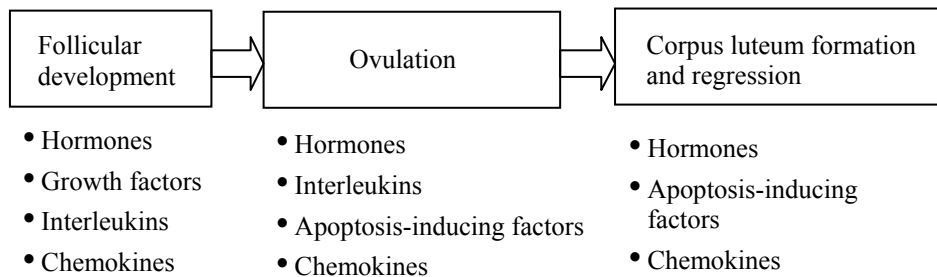 Follicular
development
Ovulation
Corpus luteum formation
and regression
• Hormones
• Growth factors
• Interleukins
• Chemokines
• Hormones
• Interleukins
• Apoptosis-inducing factors
• Chemokines
• Hormones
• Apoptosis-inducing
factors
• Chemokines